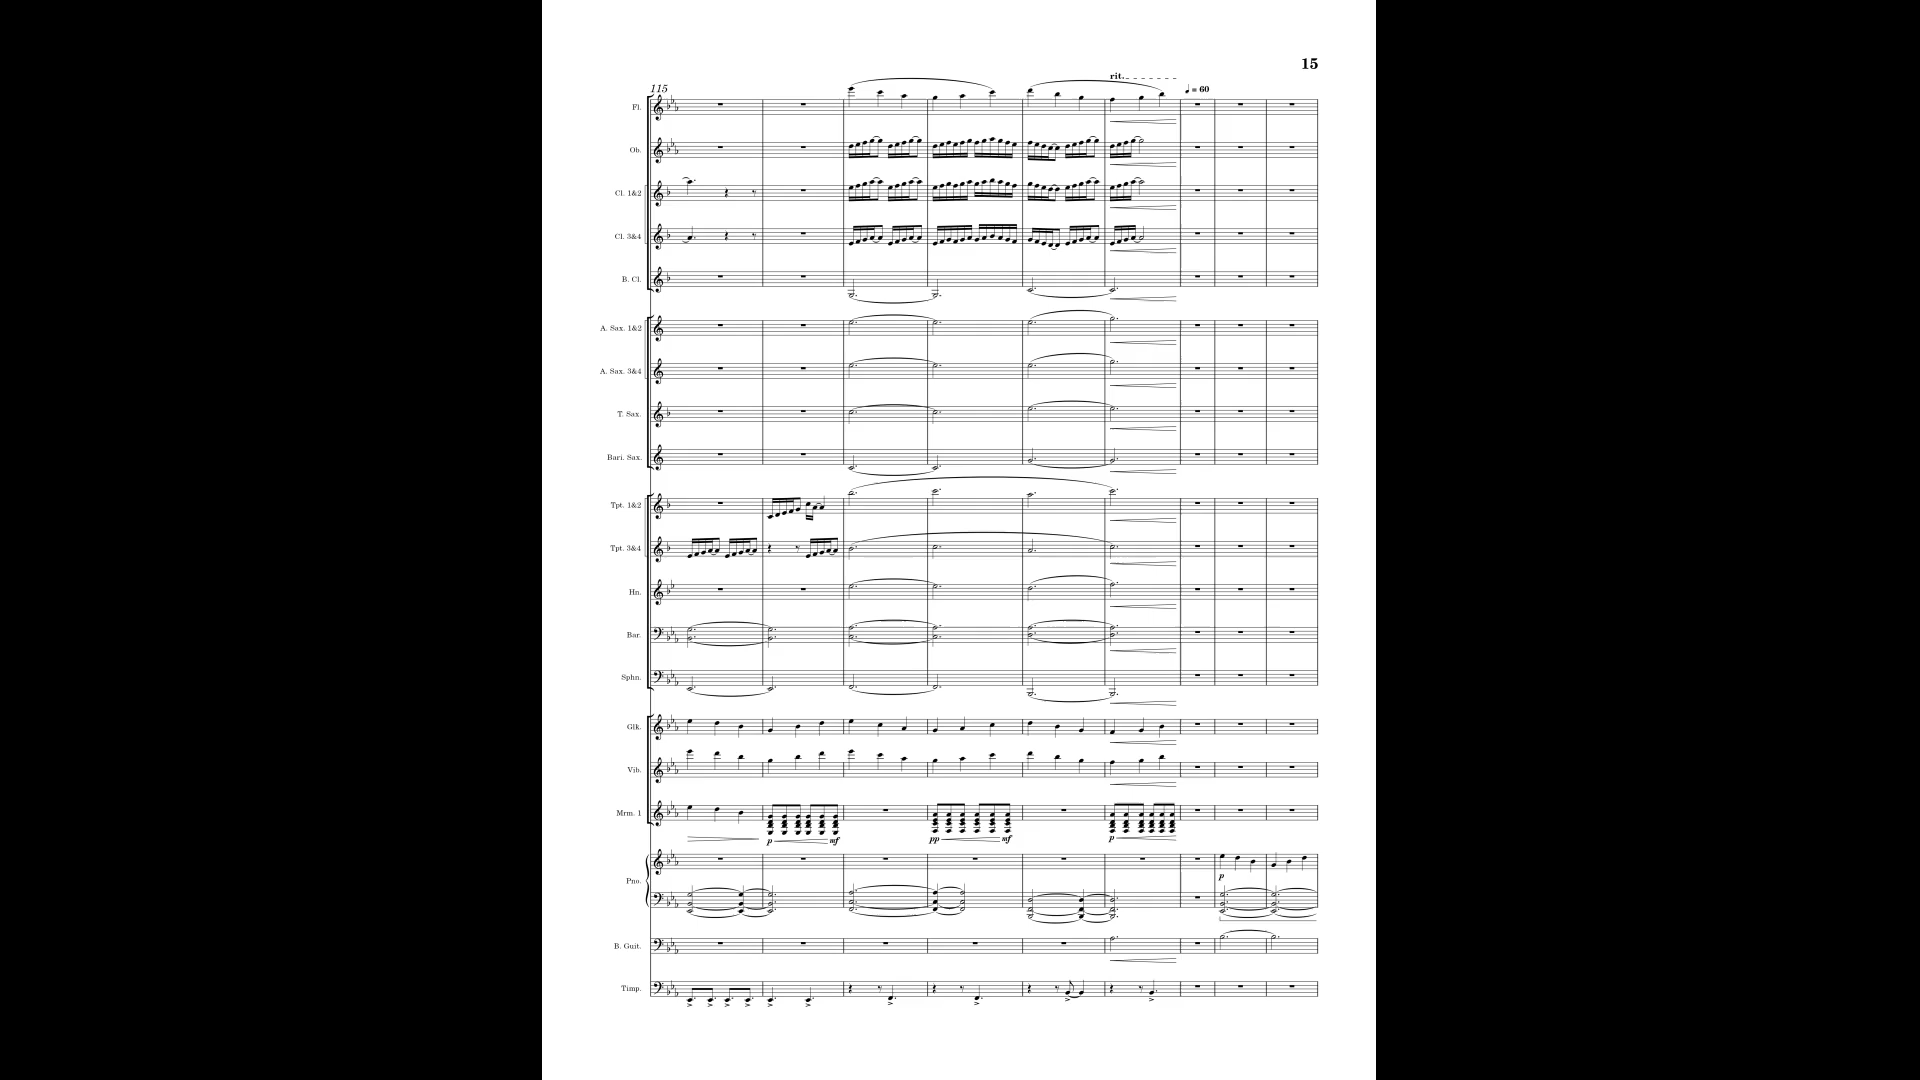 15
rit.
115
♩ = 60
Fl.
Ob.
Cl. 1&2
Cl. 3&4
B. Cl.
A. Sax. 1&2
A. Sax. 3&4
T. Sax.
Bari. Sax.
Tpt. 1&2
Tpt. 3&4
Hn.
Bar.
Sphn.
Glk.
Vib.
Mrm. 1
p mf pp mf p
Pno.
p
B. Guit.
Timp.